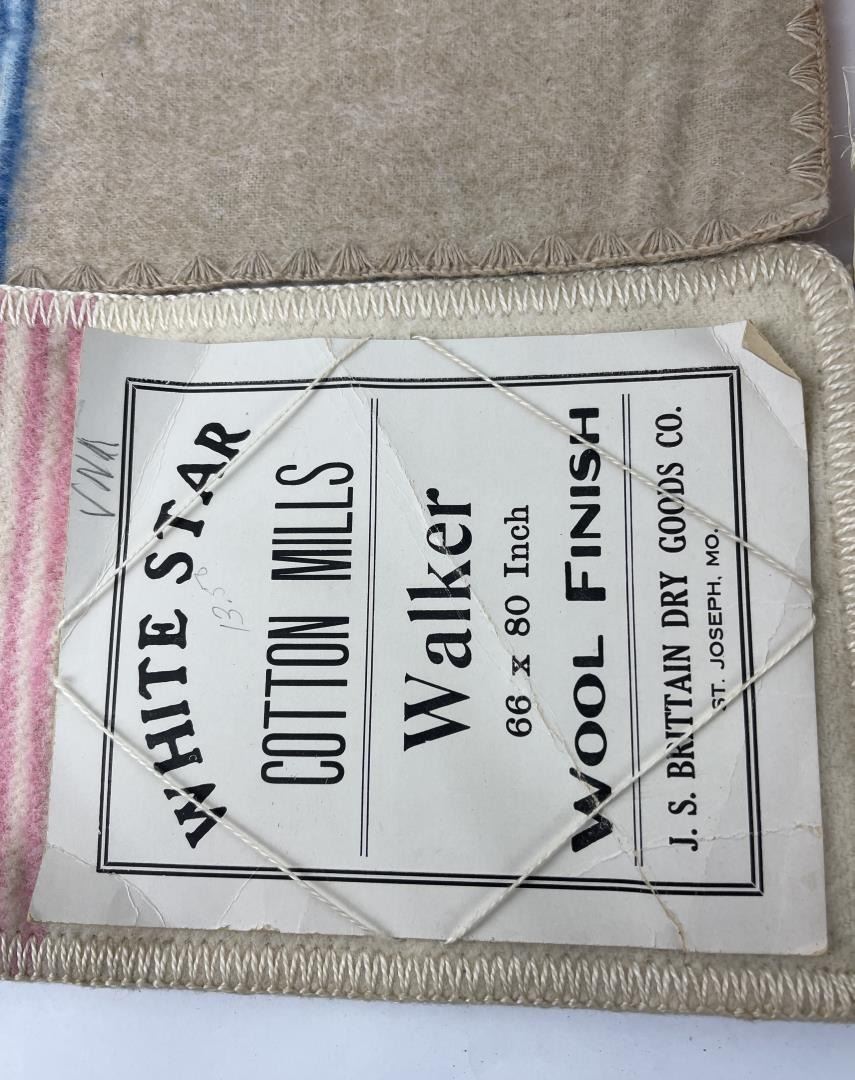 WHITE STAR
COTTON MILLS
Walker
66 x 80 Inch
WOOL FINISH
J. S. BRITTAIN DRY GOODS CO.
ST. JOSEPH, MO.